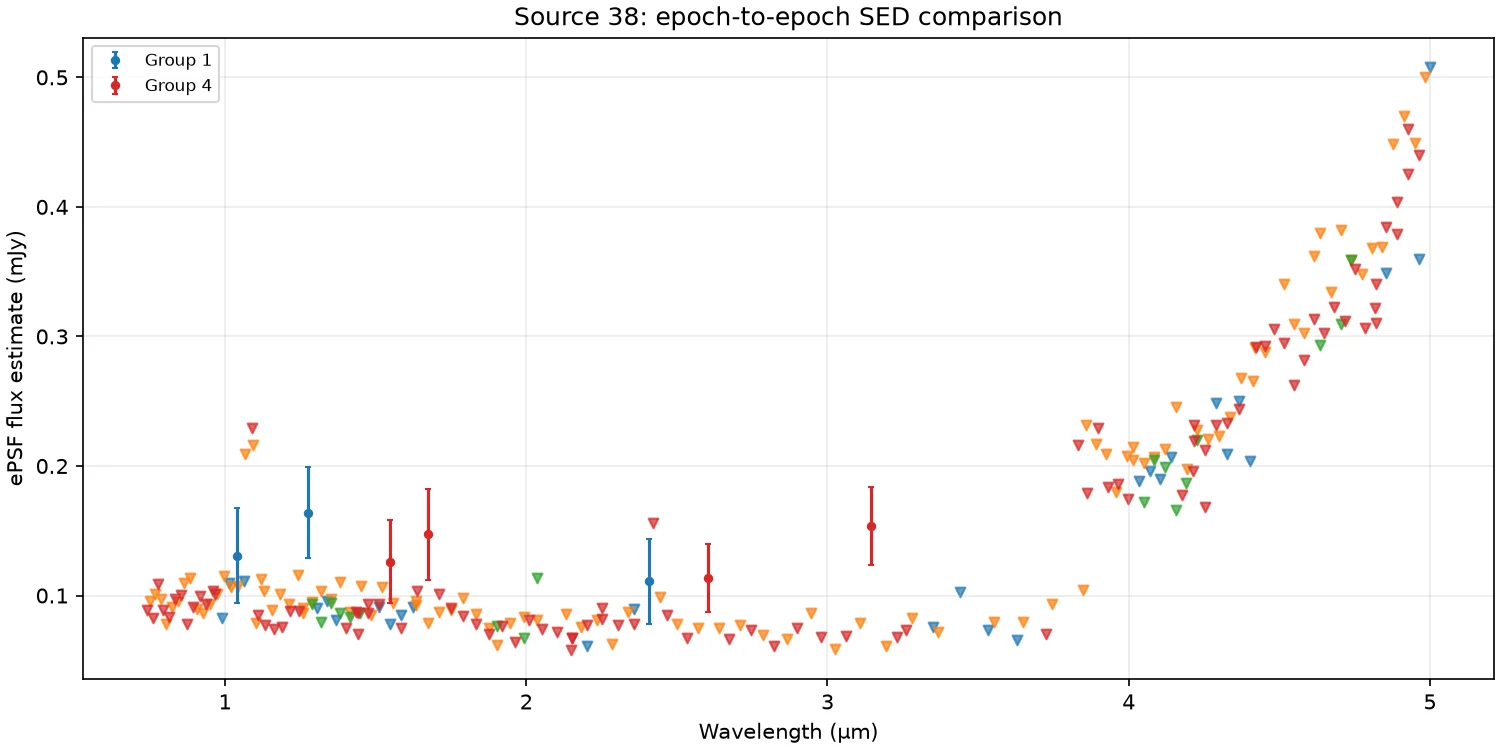 Source 38: epoch-to-epoch SED comparison
Group 1
Group 4
ePSF flux estimate (mJy)
0.5
0.4
0.3
0.2
0.1
1 2 3 4 5
Wavelength (μm)